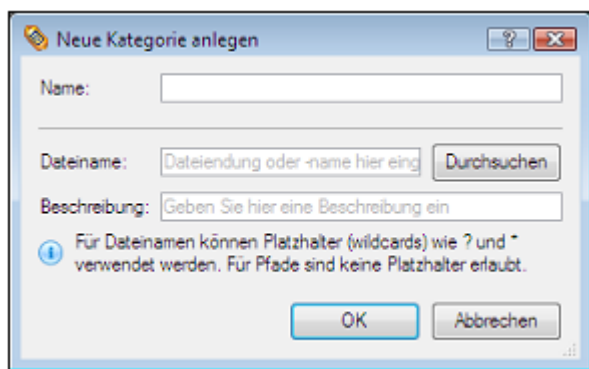 Neue Kategorie anlegen
Name:
Dateiname: Dateiendung oder -name hier eing Durchsuchen
Beschreibung: Geben Sie hier eine Beschreibung ein
Für Dateinamen können Platzhalter (wildcards) wie ? und *
verwendet werden. Für Pfade sind keine Platzhalter erlaubt.
OK Abbrechen